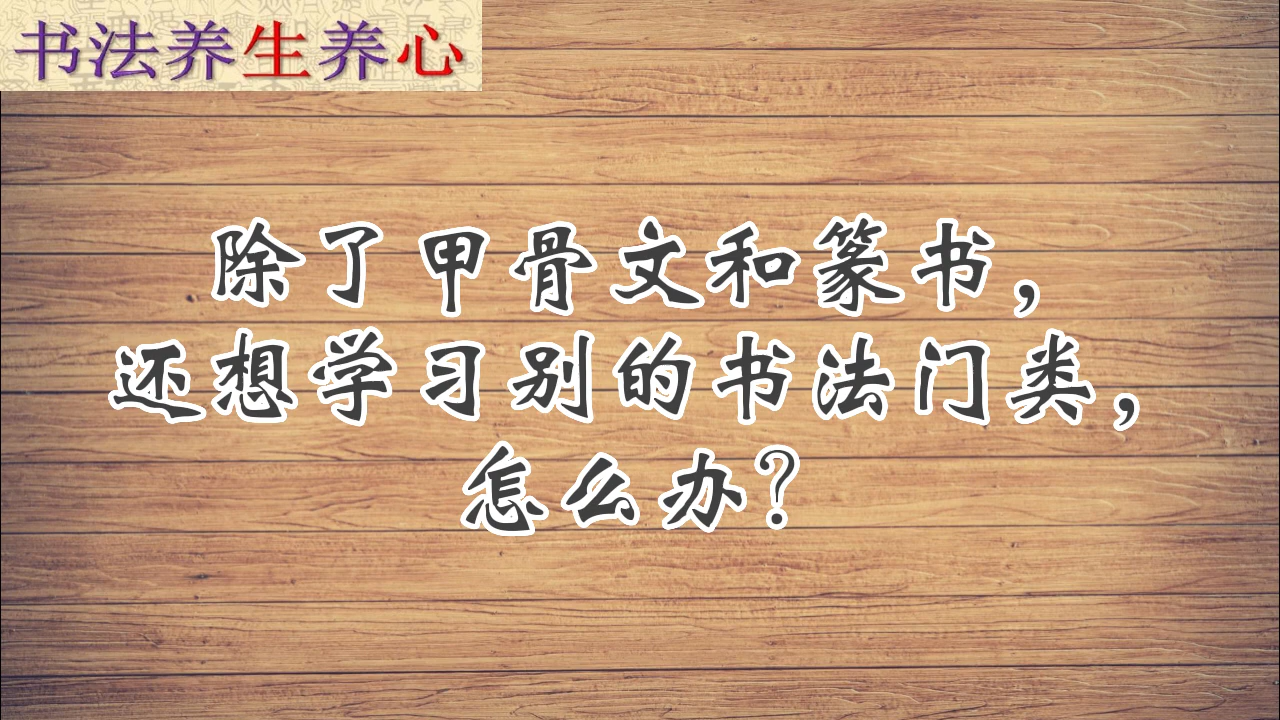 书法养生养心
除了甲骨文和篆书，
还想学习别的书法门类，
怎么办？